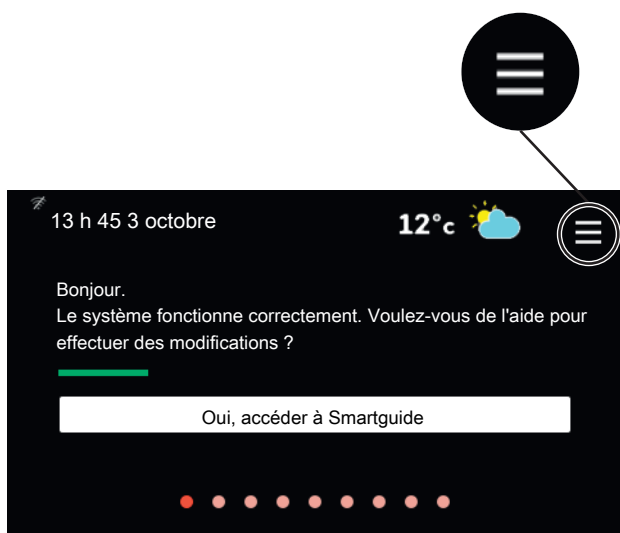 13 h 45 3 octobre
12°c
Bonjour.
Le système fonctionne correctement. Voulez-vous de l'aide pour
effectuer des modifications ?
Oui, accéder à Smartguide